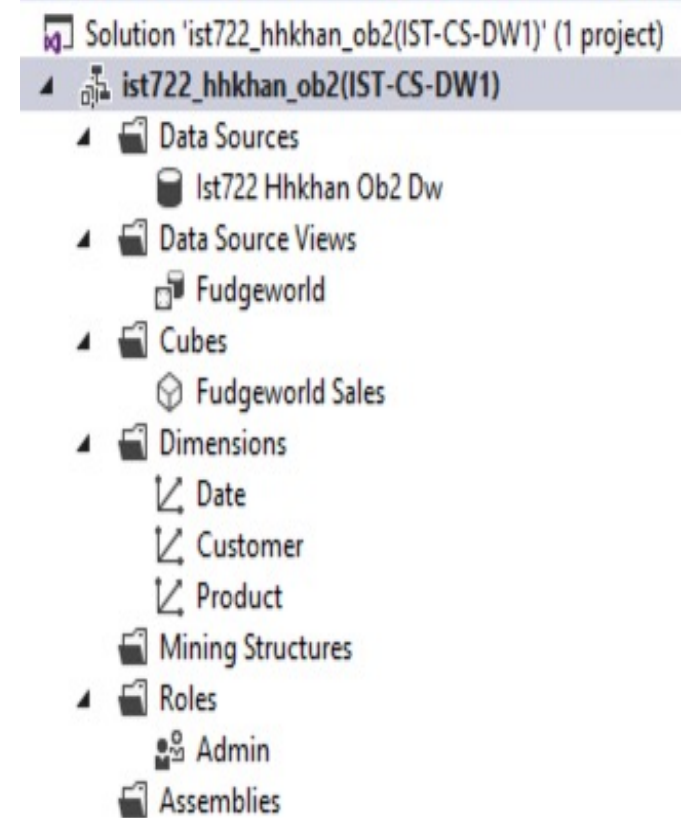 Solution 'ist722_hhkhan_ob2(IST-CS-DW1)' (1 project)
ist722_hhkhan_ob2(IST-CS-DW1)
Data Sources
Ist722 Hhkhan Ob2 Dw
Data Source Views
Fudgeworld
Cubes
Fudgeworld Sales
Dimensions
Date
Customer
Product
Mining Structures
Roles
Admin
Assemblies